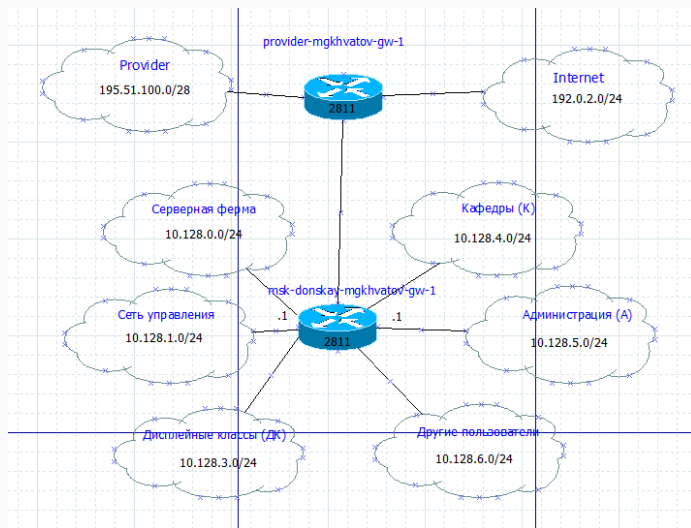 provider-mgkhvatov-gw-1
Provider
195.51.100.0/28
2811
Internet
192.0.2.0/24
Серверная ферма
10.128.0.0/24
Кафедры (К)
10.128.4.0/24
msk-donskay-mgkhvatov-gw-1
Сеть управления
10.128.1.0/24
.1
.1
2811
Администрация (А)
10.128.5.0/24
Дисплейные классы (ДК)
10.128.3.0/24
Другие пользователи
10.128.6.0/24